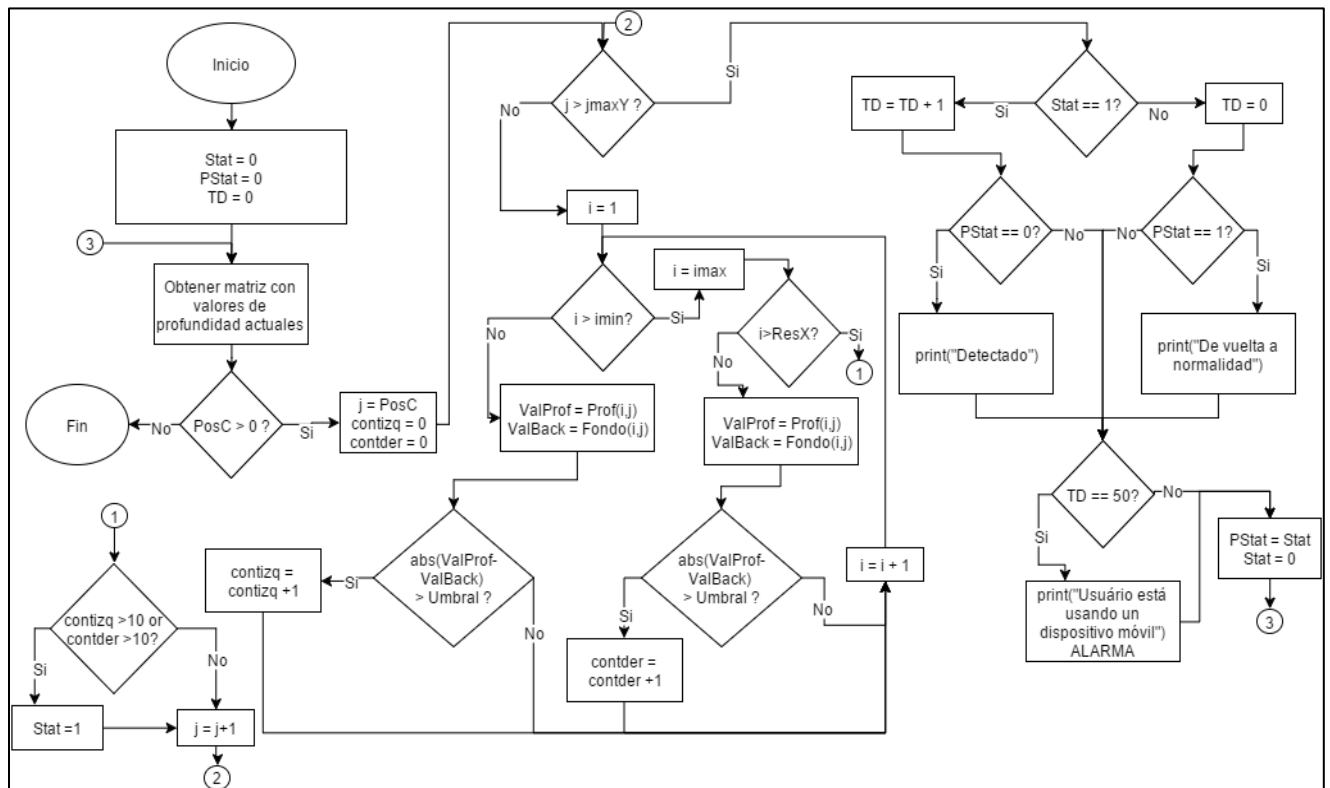 Inicio
Stat = 0
PStat = 0
TD = 0
3
Obtener matriz con
valores de
profundidad actuales
PosC > 0 ?
No
Fin
Si
j = PosC
contizq = 0
contder = 0
2
j > jmaxY ?
No
Si
i = 1
i > imin?
No
Si
i = imax
i>ResX?
No
Si
1
ValProf = Prof(i,j)
ValBack = Fondo(i,j)
ValProf = Prof(i,j)
ValBack = Fondo(i,j)
abs(ValProf-
ValBack)
> Umbral ?
Si
No
contizq =
contizq +1
abs(ValProf-
ValBack)
> Umbral ?
Si
No
contder =
contder +1
i = i + 1
1
contizq >10 or
contder >10?
Si
No
Stat =1
j = j+1
2
Stat == 1?
Si
No
TD = TD + 1
TD = 0
PStat == 0?
Si
No
PStat == 1?
No
Si
print("Detectado")
print("De vuelta a
normalidad")
TD == 50?
Si
No
print("Usuário está
usando un
dispositivo móvil")
ALARMA
PStat = Stat
Stat = 0
3